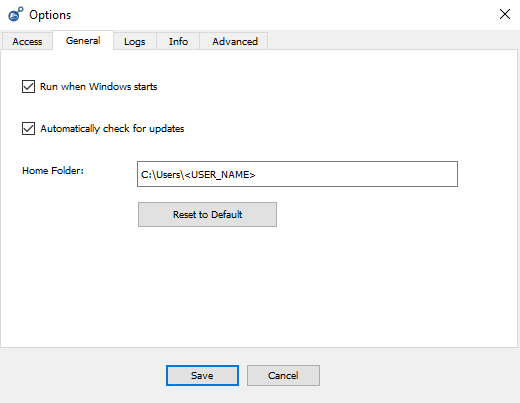 Options
Access General Logs Info Advanced
Run when Windows starts
Automatically check for updates
Home Folder: C:\Users\<USER_NAME>
Reset to Default
Save Cancel